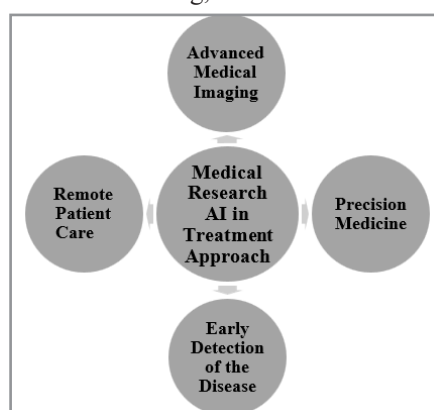 Advanced
Medical
Imaging
Remote
Patient
Care
Medical
Research
AI in
Treatment
Approach
Precision
Medicine
Early
Detection
of the
Disease